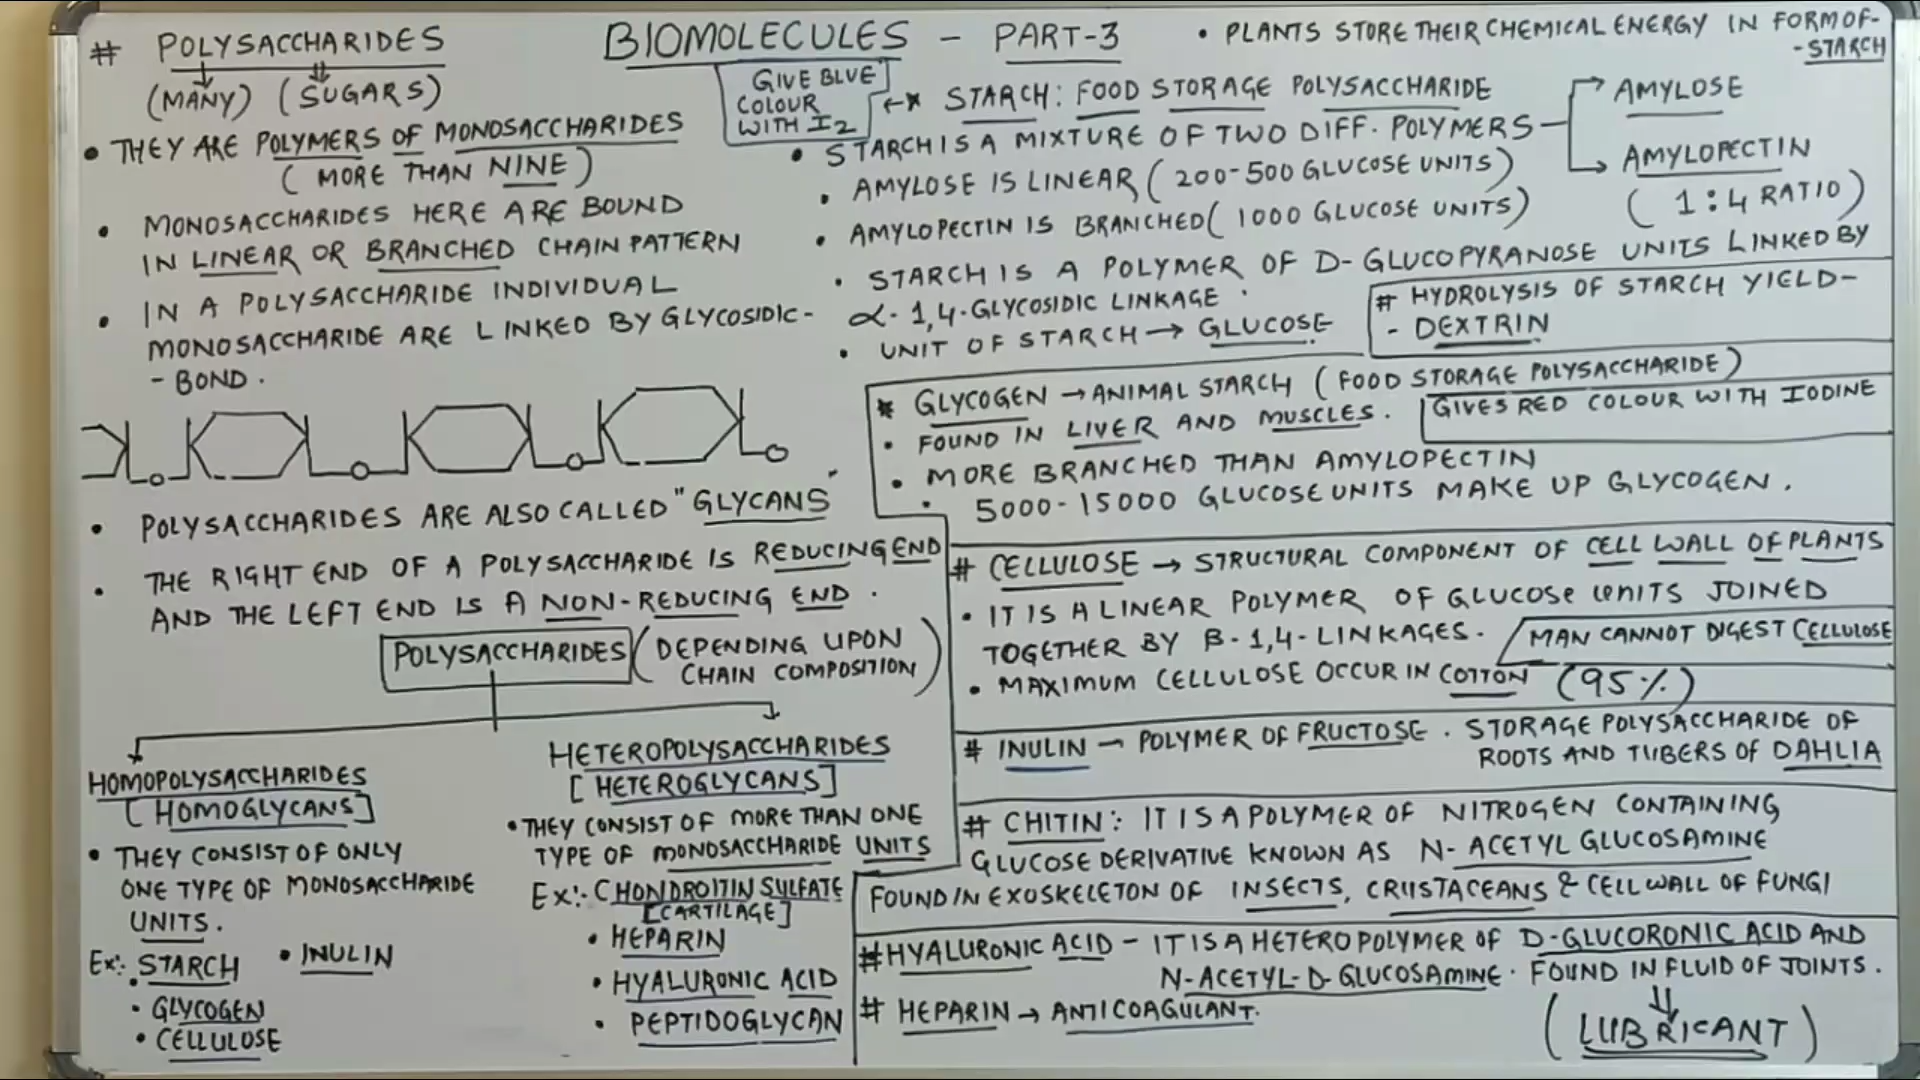 BIOMOLECULES - PART-3
# POLYSACCHARIDES
(MANY) (SUGARS)
• THEY ARE POLYMERS OF MONOSACCHARIDES
( MORE THAN NINE )
• MONOSACCHARIDES HERE ARE BOUND
IN LINEAR OR BRANCHED CHAIN PATTERN
• IN A POLYSACCHARIDE INDIVIDUAL
MONOSACCHARIDE ARE LINKED BY GLYCOSIDIC-
- BOND.
• POLYSACCHARIDES ARE ALSO CALLED "GLYCANS"
• THE RIGHT END OF A POLYSACCHARIDE IS REDUCING END
AND THE LEFT END IS A NON-REDUCING END.
POLYSACCHARIDES (DEPENDING UPON
CHAIN COMPOSITION)
HOMOPOLYSACCHARIDES
[HOMOGLYCANS]
• THEY CONSIST OF ONLY
ONE TYPE OF MONOSACCHARIDE
UNITS.
Ex:- STARCH • INULIN
• GLYCOGEN
• CELLULOSE
HETEROPOLYSACCHARIDES
[HETEROGLYCANS]
• THEY CONSIST OF MORE THAN ONE
TYPE OF MONOSACCHARIDE UNITS
Ex:- CHONDROITIN SULFATE
[CARTILAGE]
• HEPARIN
• HYALURONIC ACID
• PEPTIDOGLYCAN
• PLANTS STORE THEIR CHEMICAL ENERGY IN FORM OF-
-STARCH
GIVE BLUE
COLOUR
WITH I2
* STARCH: FOOD STORAGE POLYSACCHARIDE
• STARCH IS A MIXTURE OF TWO DIFF. POLYMERS
AMYLOSE
AMYLOPECTIN
( 1:4 RATIO )
• AMYLOSE IS LINEAR ( 200-500 GLUCOSE UNITS )
• AMYLOPECTIN IS BRANCHED ( 1000 GLUCOSE UNITS )
• STARCH IS A POLYMER OF D-GLUCOPYRANOSE UNITS LINKED BY
α-1,4-GLYCOSIDIC LINKAGE.
• UNIT OF STARCH → GLUCOSE
# HYDROLYSIS OF STARCH YIELD-
- DEXTRIN
* GLYCOGEN → ANIMAL STARCH (FOOD STORAGE POLYSACCHARIDE)
• FOUND IN LIVER AND MUSCLES.
GIVES RED COLOUR WITH IODINE
• MORE BRANCHED THAN AMYLOPECTIN
• 5000-15000 GLUCOSE UNITS MAKE UP GLYCOGEN.
# CELLULOSE → STRUCTURAL COMPONENT OF CELL WALL OF PLANTS
• IT IS A LINEAR POLYMER OF GLUCOSE UNITS JOINED
TOGETHER BY β-1,4-LINKAGES.
MAN CANNOT DIGEST CELLULOSE
• MAXIMUM CELLULOSE OCCUR IN COTTON (95%)
# INULIN → POLYMER OF FRUCTOSE. STORAGE POLYSACCHARIDE OF
ROOTS AND TUBERS OF DAHLIA
# CHITIN: IT IS A POLYMER OF NITROGEN CONTAINING
GLUCOSE DERIVATIVE KNOWN AS N-ACETYL GLUCOSAMINE
FOUND IN EXOSKELETON OF INSECTS, CRUSTACEANS & CELL WALL OF FUNGI
# HYALURONIC ACID - IT IS A HETEROPOLYMER OF D-GLUCORONIC ACID AND
N-ACETYL-D-GLUCOSAMINE. FOUND IN FLUID OF JOINTS.
# HEPARIN → ANTICOAGULANT.
(LUBRICANT)